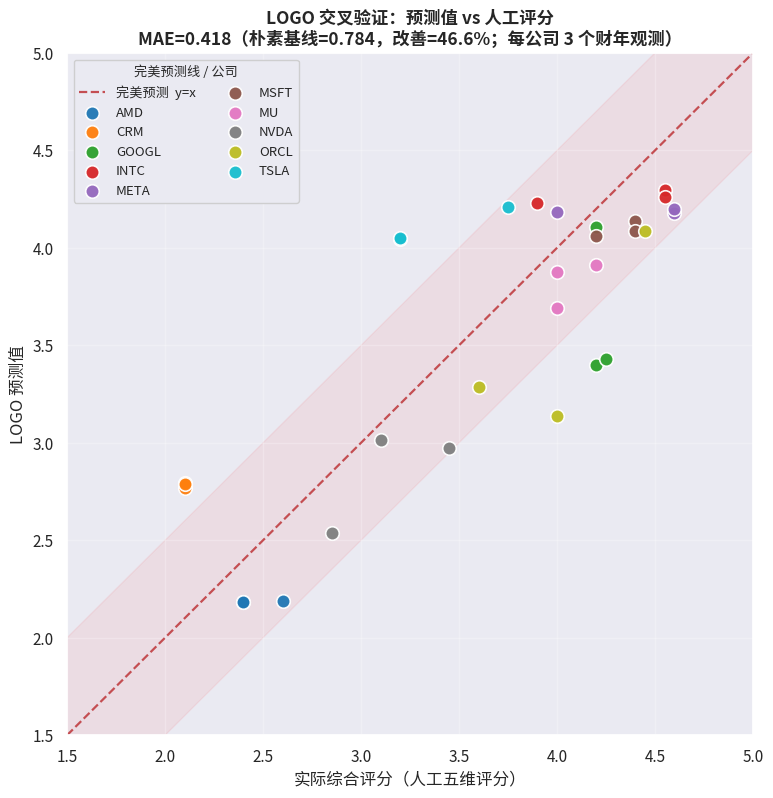 LOGO 交叉验证：预测值 vs 人工评分
MAE=0.418（朴素基线=0.784，改善=46.6%；每公司 3 个财年观测）
完美预测线 / 公司
完美预测 y=x
AMD
CRM
GOOGL
INTC
META
MSFT
MU
NVDA
ORCL
TSLA
LOGO 预测值
5.0
4.5
4.0
3.5
3.0
2.5
2.0
1.5
1.5 2.0 2.5 3.0 3.5 4.0 4.5 5.0
实际综合评分（人工五维评分）